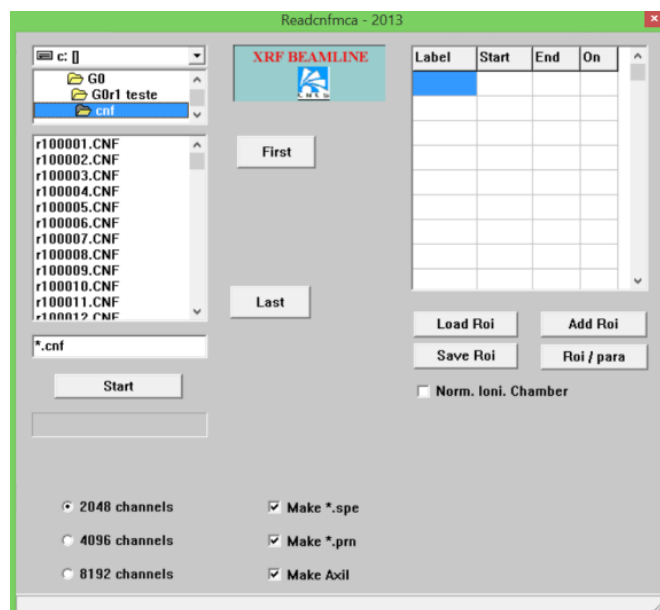 Readcnfmca - 2013
c: []
G0
G0r1 teste
cnf
r100001.CNF
r100002.CNF
r100003.CNF
r100004.CNF
r100005.CNF
r100006.CNF
r100007.CNF
r100008.CNF
r100009.CNF
r100010.CNF
r100011.CNF
r100012.CNF
*.cnf
Start
XRF BEAMLINE
LNLS
First
Last
Label Start End On
Load Roi Add Roi
Save Roi Roi / para
Norm. Ioni. Chamber
2048 channels
4096 channels
8192 channels
Make *.spe
Make *.prn
Make Axil